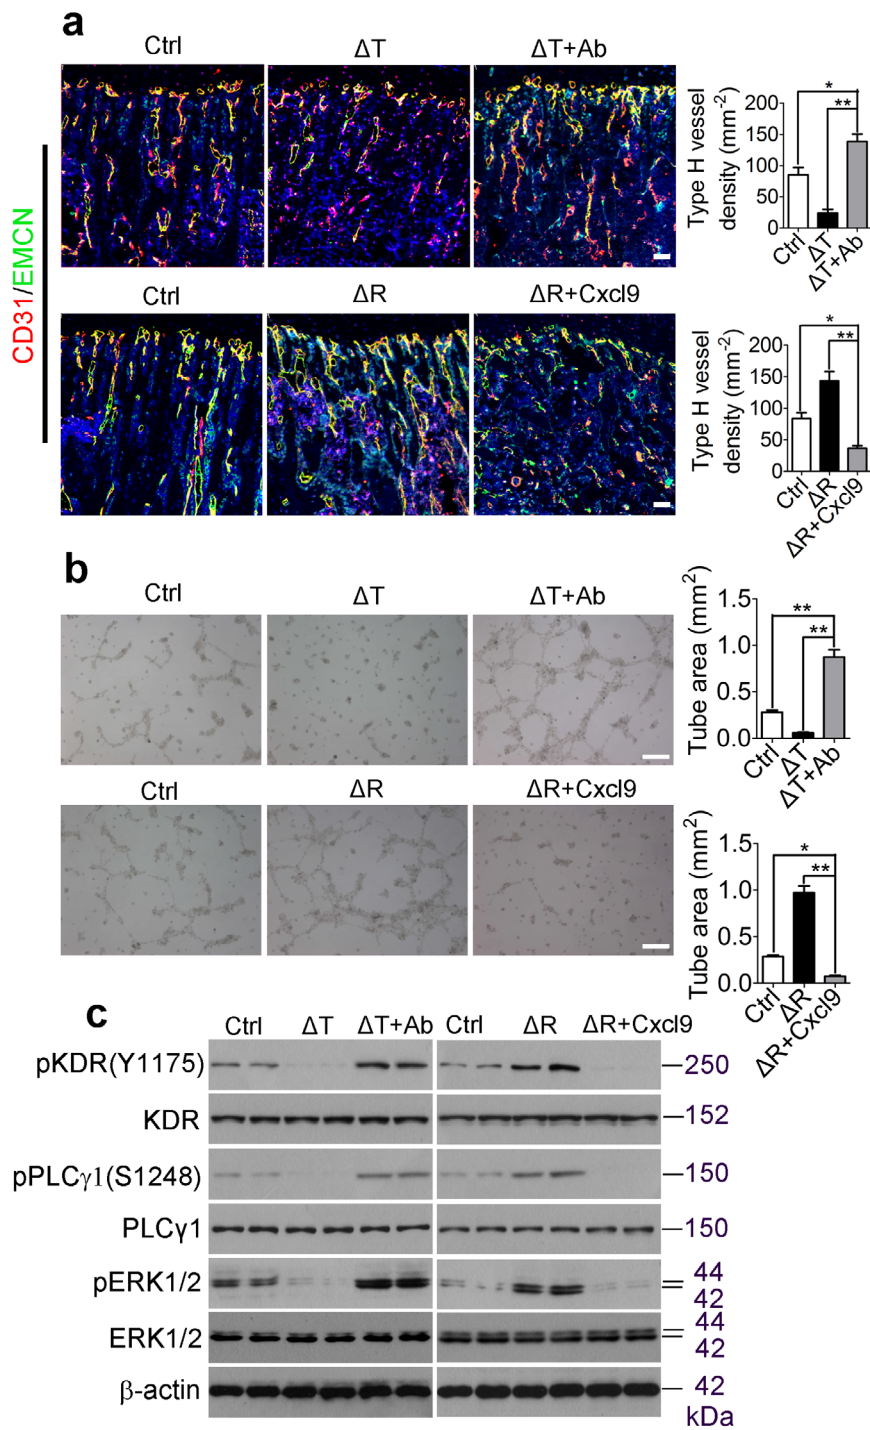 a
Ctrl ΔT ΔT+Ab
CD31/EMCN
Type H vessel
density (mm⁻²)
200
150
100
50
0
* **
Ctrl ΔT ΔT+Ab
Ctrl ΔR ΔR+Cxcl9
Type H vessel
density (mm⁻²)
200
150
100
50
0
* **
Ctrl ΔR ΔR+Cxcl9
b
Ctrl ΔT ΔT+Ab
Tube area (mm²)
1.5
1.0
0.5
0.0
** **
Ctrl ΔT ΔT+Ab
Ctrl ΔR ΔR+Cxcl9
Tube area (mm²)
1.5
1.0
0.5
0.0
* **
Ctrl ΔR ΔR+Cxcl9
c
Ctrl ΔT ΔT+Ab Ctrl ΔR ΔR+Cxcl9
pKDR(Y1175) 250
KDR 152
pPLCγ1(S1248) 150
PLCγ1 150
pERK1/2 44
42
ERK1/2 44
42
β-actin 42
kDa